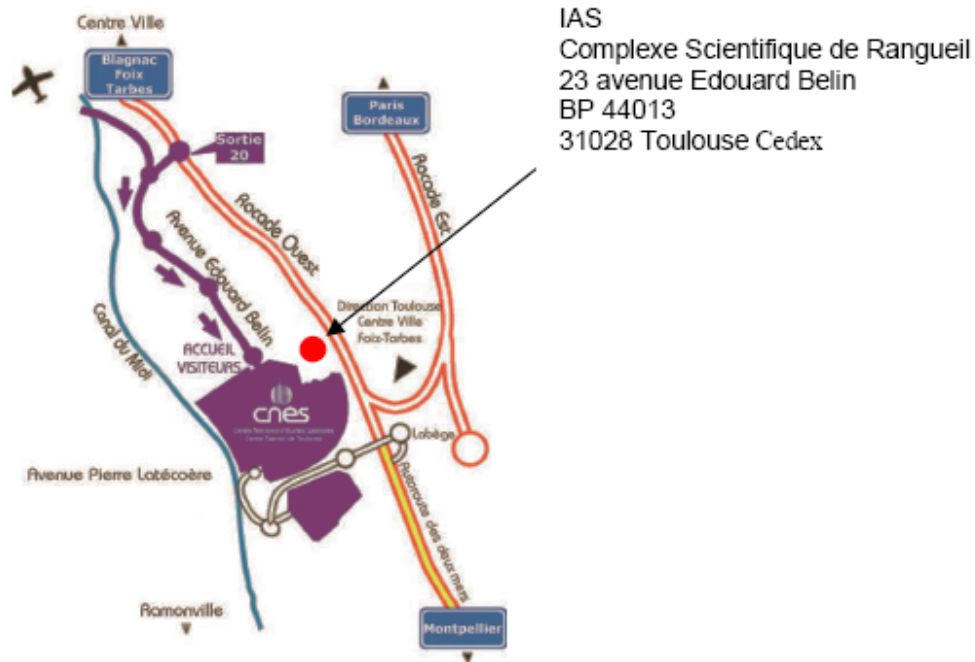 Centre Ville
Blagnac
Foix
Tarbes
Sortie
20
Paris
Bordeaux
IAS
Complexe Scientifique de Rangueil
23 avenue Edouard Belin
BP 44013
31028 Toulouse Cedex
Rocade Ouest
Rocade Est
Avenue Edouard Belin
Canal du Midi
Direction Toulouse
Centre Ville
Foix-Tarbes
ACCUEIL
VISITEURS
cnes
Labège
Avenue Pierre Latécoère
Autoroute des deux mers
Ramonville
Montpellier